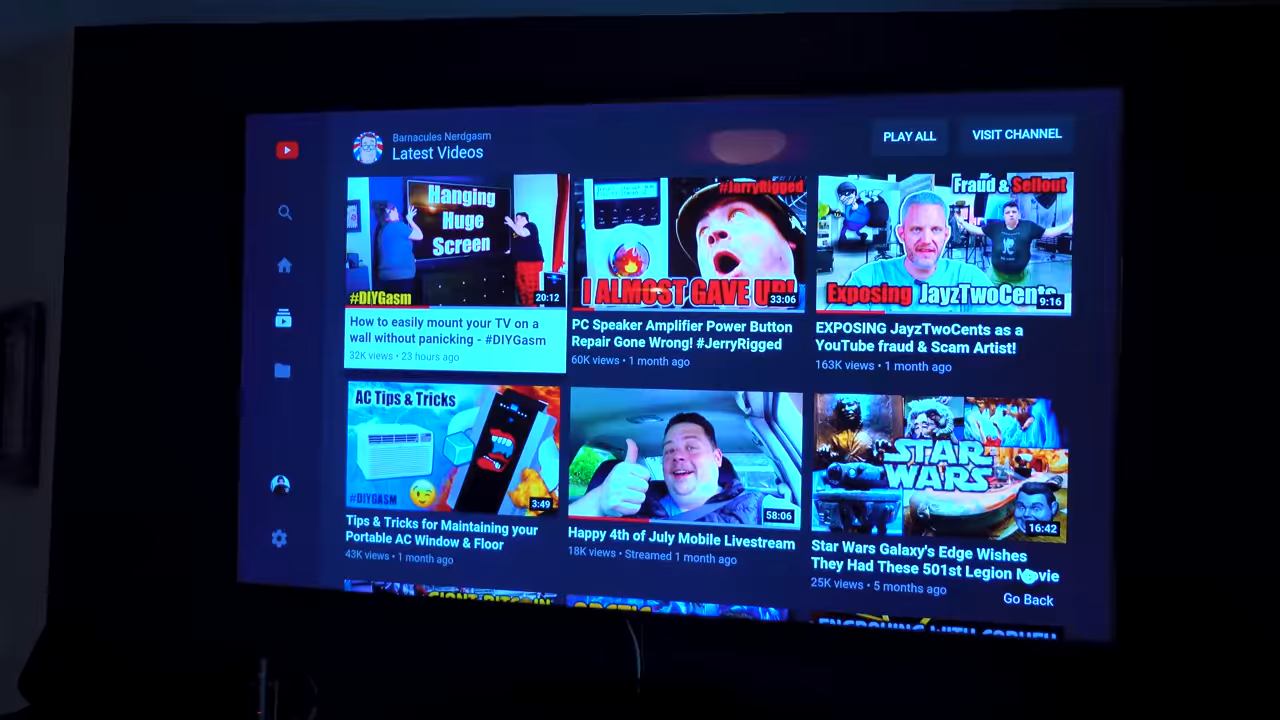 Barnacules Nerdgasm
Latest Videos
PLAY ALL
VISIT CHANNEL
Hanging
Huge
Screen
#DIYGasm
20:12
#JerryRigged
I ALMOST GAVE UP!
33:06
Fraud & Sellout
Exposing JayzTwoCents
9:16
How to easily mount your TV on a
wall without panicking - #DIYGasm
32K views • 23 hours ago
PC Speaker Amplifier Power Button
Repair Gone Wrong! #JerryRigged
60K views • 1 month ago
EXPOSING JayzTwoCents as a
YouTube fraud & Scam Artist!
163K views • 1 month ago
AC Tips & Tricks
#DIYGASM
3:49
58:06
STAR
WARS
16:42
Tips & Tricks for Maintaining your
Portable AC Window & Floor
43K views • 1 month ago
Happy 4th of July Mobile Livestream
18K views • Streamed 1 month ago
Star Wars Galaxy's Edge Wishes
They Had These 501st Legion Movie
25K views • 5 months ago
Go Back
GIANT BITCOIN
ARCTIC
ENGRAVING WITH